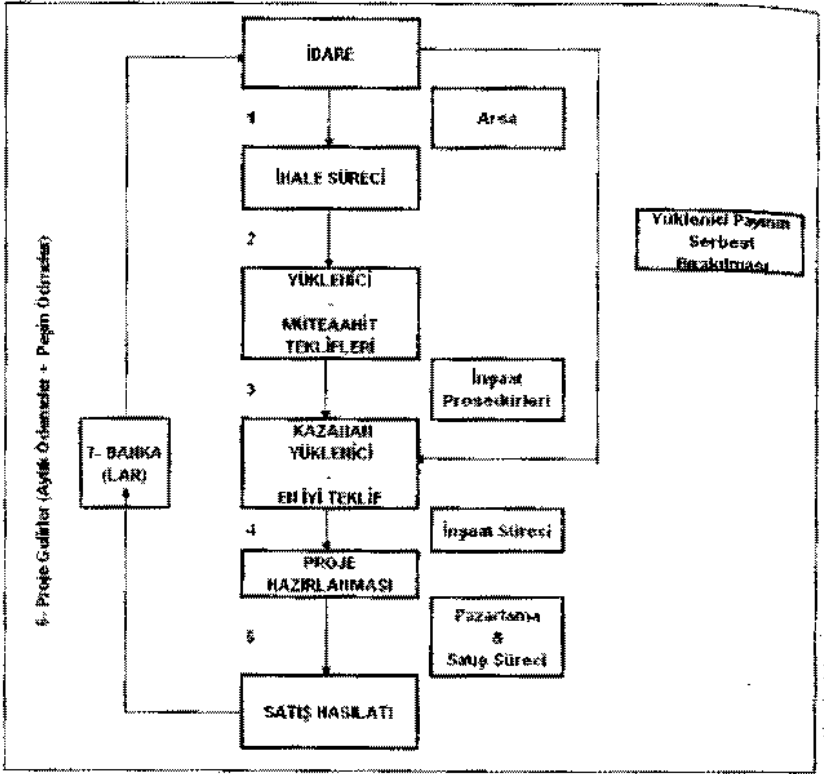 İDARE
1
Arsa
İHALE SÜRECİ
2
Yüklenici Payının
Serbest
Bırakılması
YÜKLENİCİ
-
MÜTEAAHİT
TEKLİFLERİ
3
İnşaat
Prosedürleri
KAZANAN
YÜKLENİCİ
-
EN İYİ TEKLİF
7- BANKA
(LAR)
6- Proje Gelirler (Aylık Ödemeler + Peşin Ödemeler)
4
İnşaat Süresi
PROJE
HAZIRLANMASI
5
Pazarlama
&
Satış Süreci
SATIŞ HASILATI